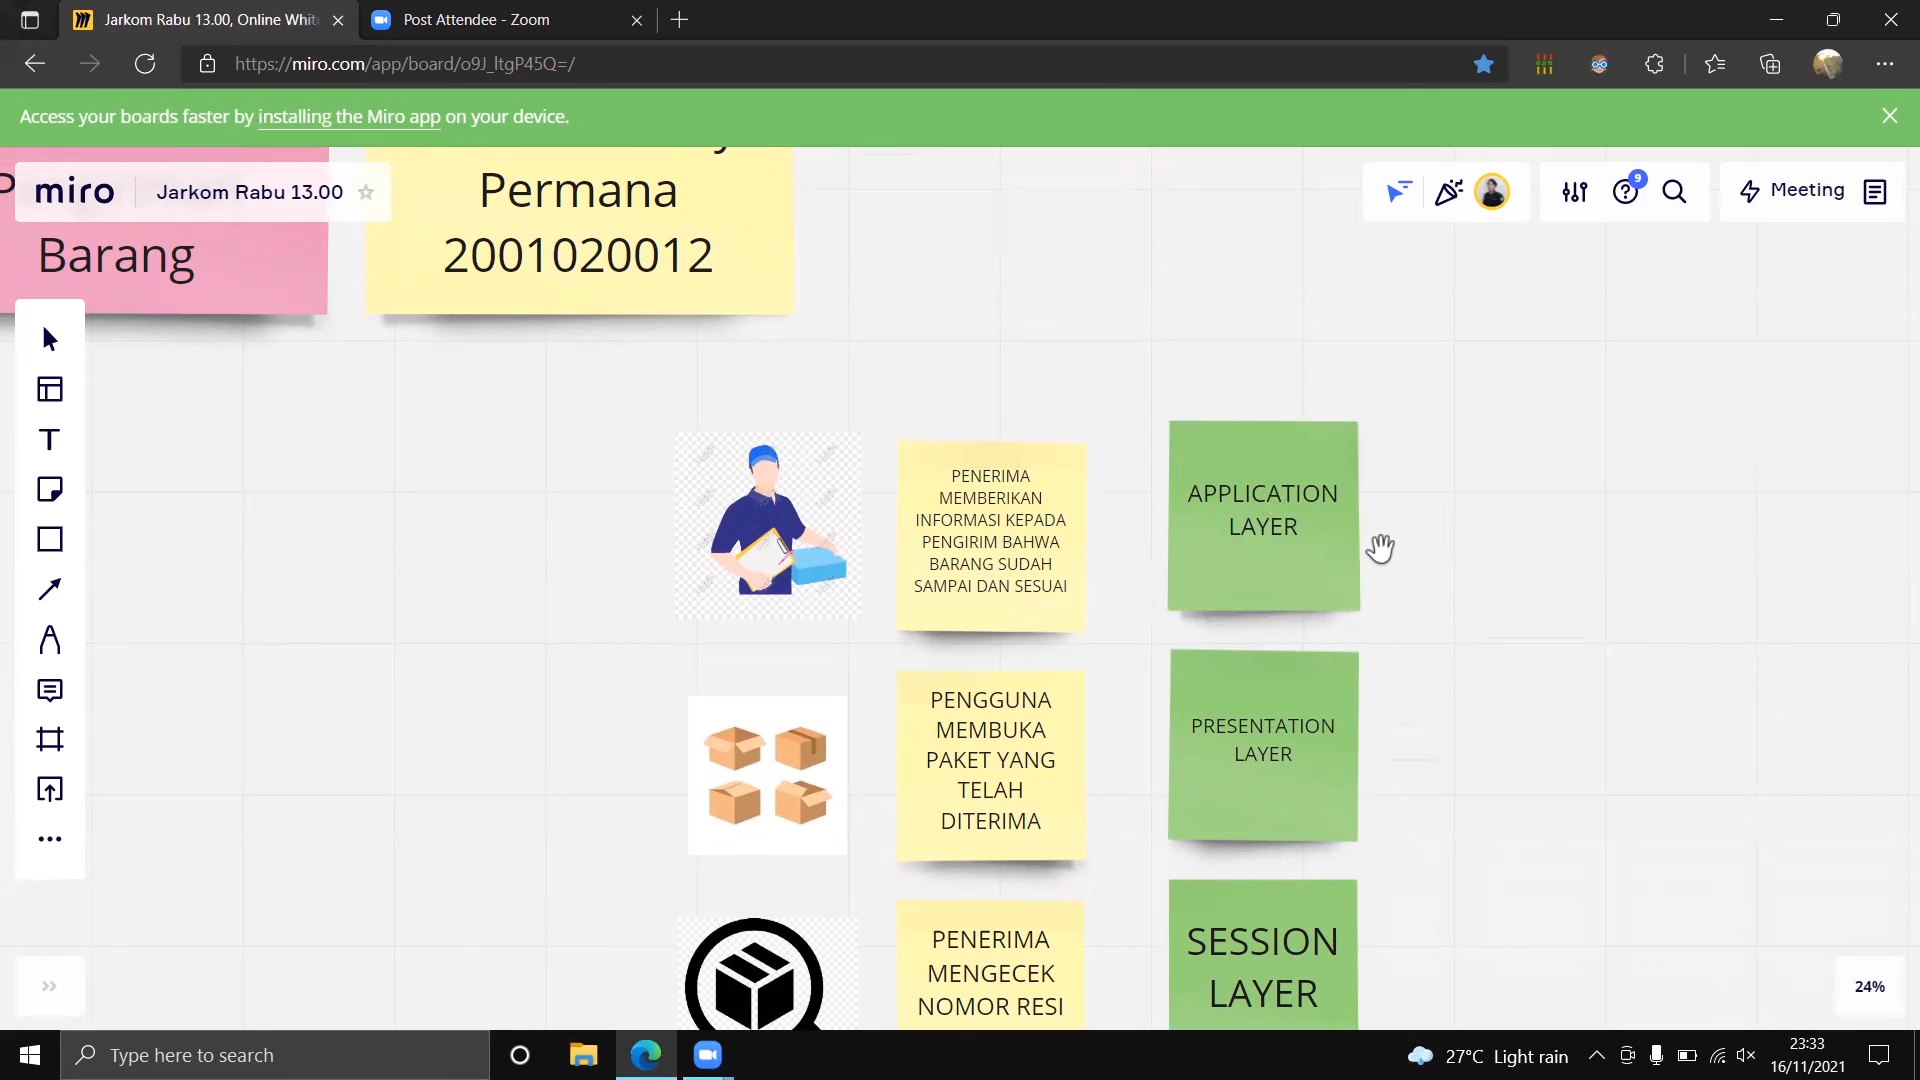 Jarkom Rabu 13.00, Online Whit
Post Attendee - Zoom
https://miro.com/app/board/o9J_ltgP45Q=/
Access your boards faster by installing the Miro app on your device.
miro
Jarkom Rabu 13.00
9
Meeting
Barang
Permana
2001020012
PENERIMA
MEMBERIKAN
INFORMASI KEPADA
PENGIRIM BAHWA
BARANG SUDAH
SAMPAI DAN SESUAI
APPLICATION
LAYER
PENGGUNA
MEMBUKA
PAKET YANG
TELAH
DITERIMA
PRESENTATION
LAYER
PENERIMA
MENGECEK
NOMOR RESI
SESSION
LAYER
24%
Type here to search
27°C Light rain
23:33
16/11/2021